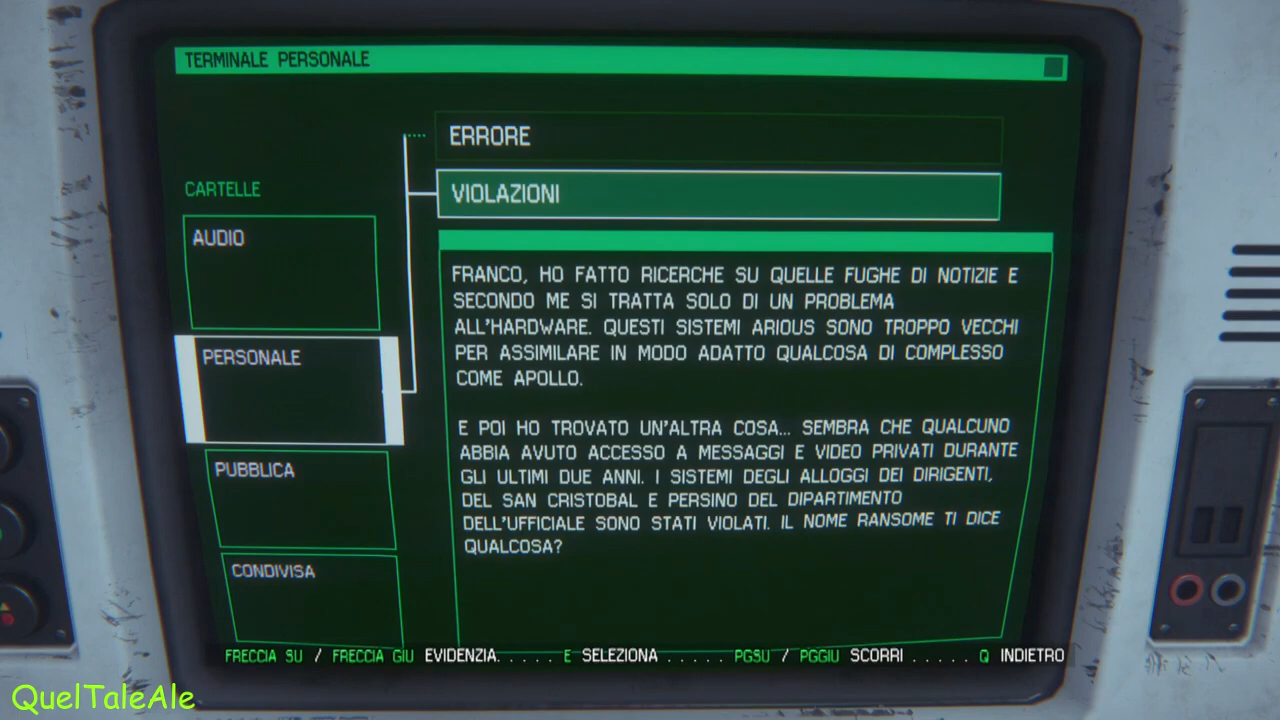 TERMINALE PERSONALE
ERRORE
VIOLAZIONI
CARTELLE
AUDIO
PERSONALE
PUBBLICA
CONDIVISA
FRANCO, HO FATTO RICERCHE SU QUELLE FUGHE DI NOTIZIE E
SECONDO ME SI TRATTA SOLO DI UN PROBLEMA
ALL'HARDWARE. QUESTI SISTEMI ARIOUS SONO TROPPO VECCHI
PER ASSIMILARE IN MODO ADATTO QUALCOSA DI COMPLESSO
COME APOLLO.
E POI HO TROVATO UN'ALTRA COSA... SEMBRA CHE QUALCUNO
ABBIA AVUTO ACCESSO A MESSAGGI E VIDEO PRIVATI DURANTE
GLI ULTIMI DUE ANNI. I SISTEMI DEGLI ALLOGGI DEI DIRIGENTI,
DEL SAN CRISTOBAL E PERSINO DEL DIPARTIMENTO
DELL'UFFICIALE SONO STATI VIOLATI. IL NOME RANSOME TI DICE
QUALCOSA?
FRECCIA SU / FRECCIA GIU EVIDENZIA. . . . . E SELEZIONA . . . . . PGSU / PGGIU SCORRI . . . . . Q INDIETRO
QuelTaleAle